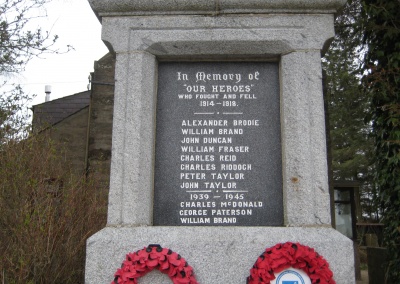 In Memory of
"OUR HEROES"
WHO FOUGHT AND FELL
1914-1918.
ALEXANDER BRODIE
WILLIAM BRAND
JOHN DUNCAN
WILLIAM FRASER
CHARLES REID
CHARLES RIDDOCH
PETER TAYLOR
JOHN TAYLOR
1939 - 1945
CHARLES McDONALD
GEORGE PATERSON
WILLIAM BRAND